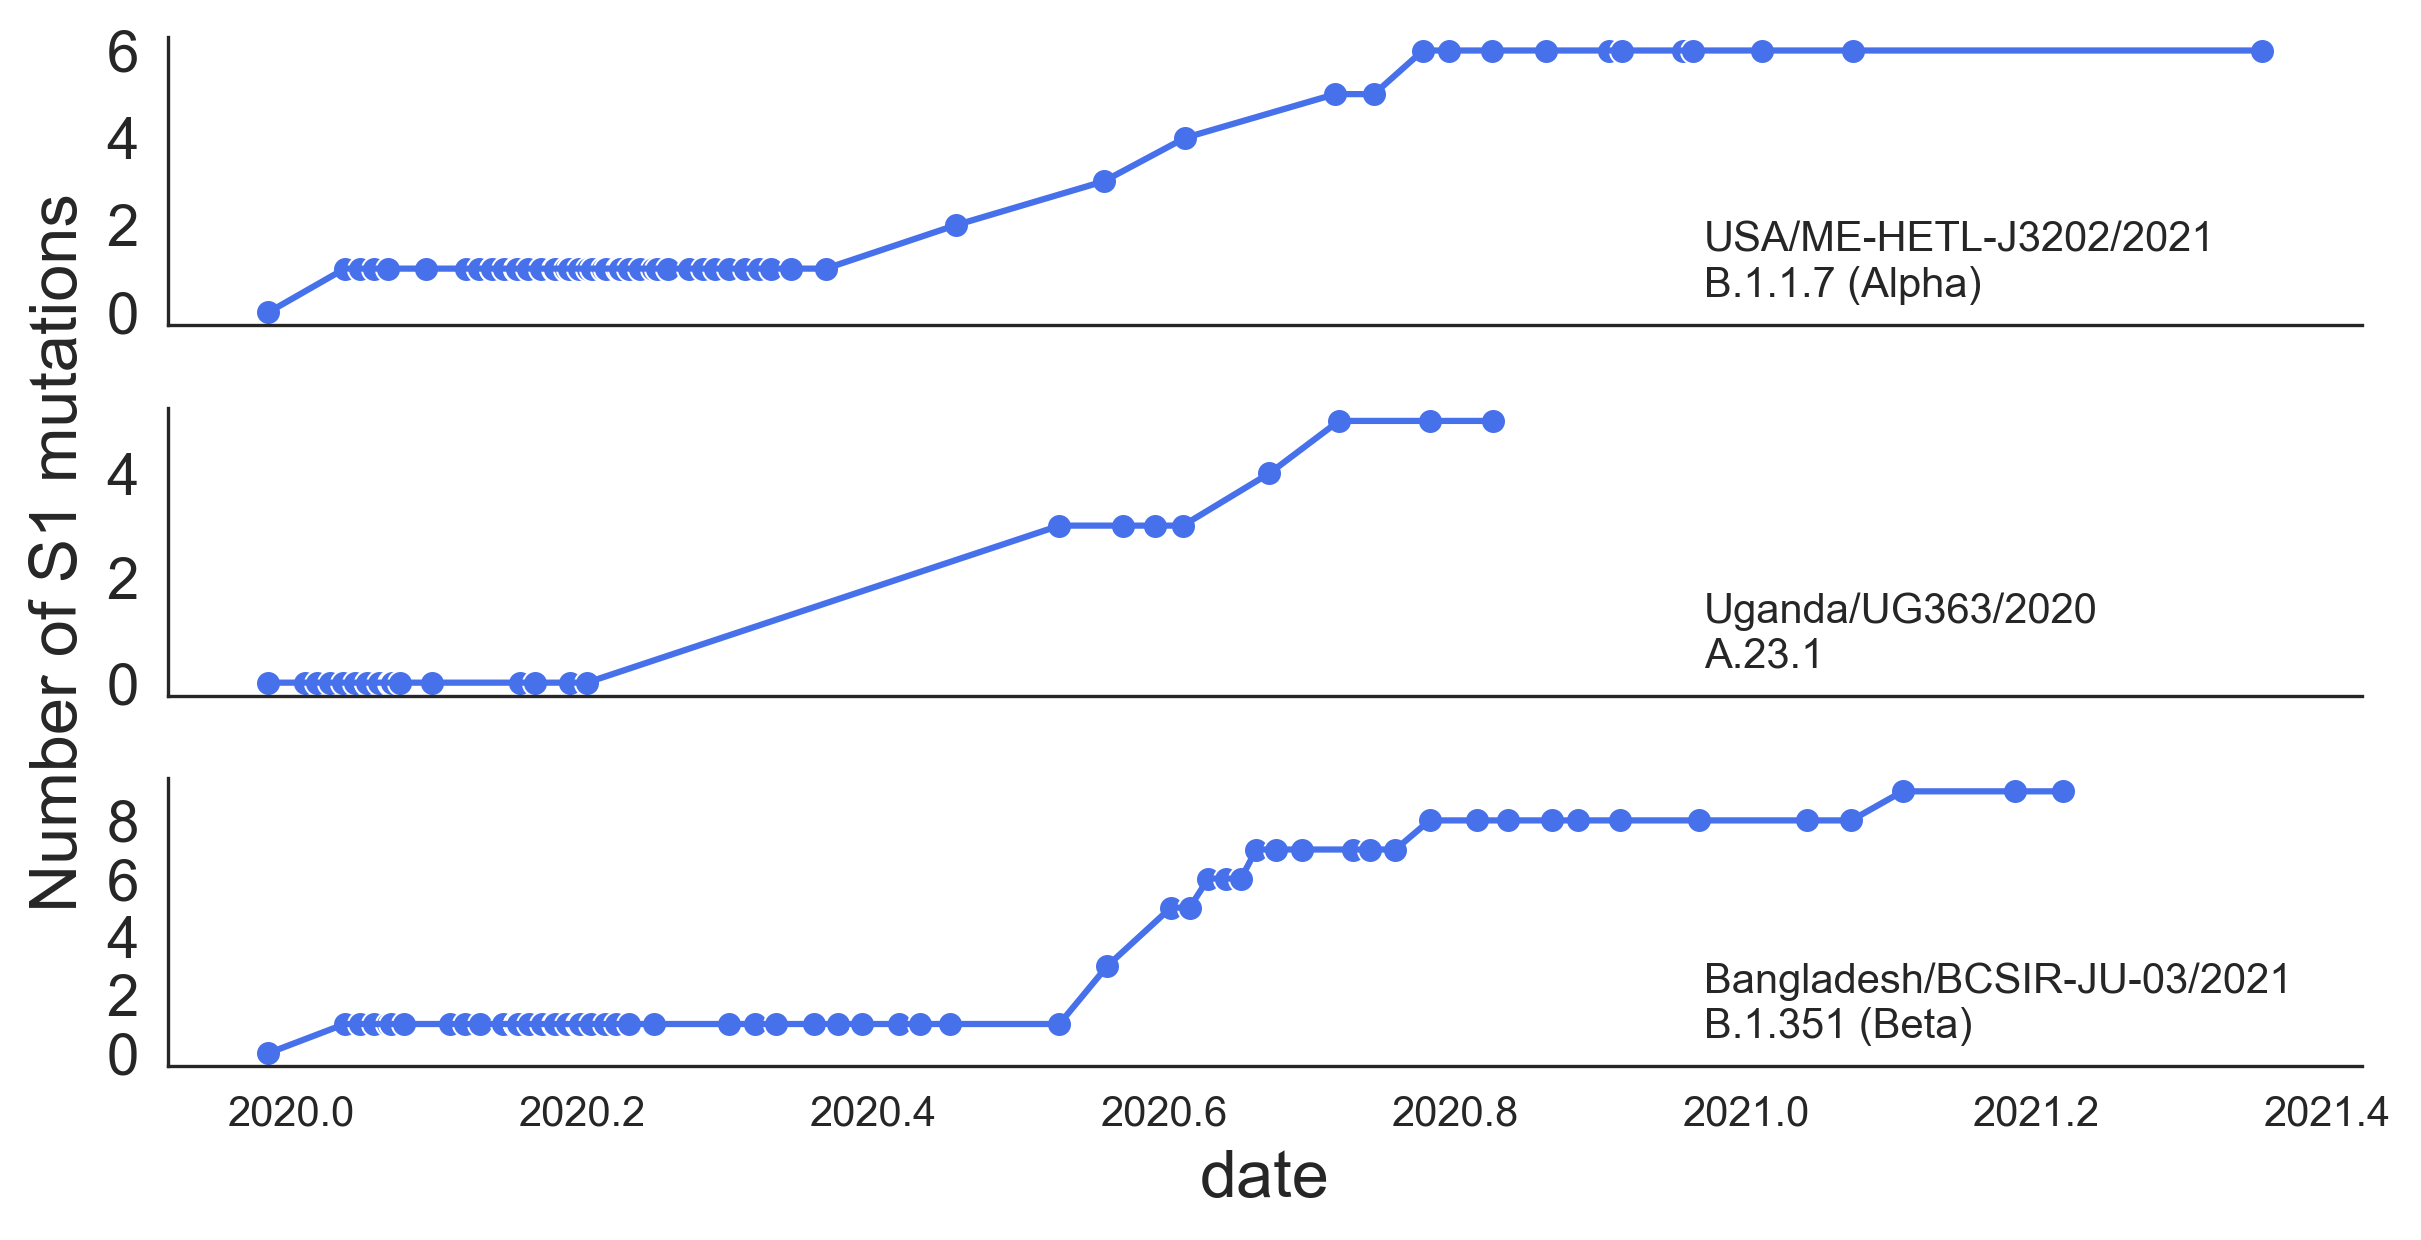 Number of S1 mutations
6
4
2
0
USA/ME-HETL-J3202/2021
B.1.1.7 (Alpha)
4
2
0
Uganda/UG363/2020
A.23.1
8
6
4
2
0
Bangladesh/BCSIR-JU-03/2021
B.1.351 (Beta)
2020.0 2020.2 2020.4 2020.6 2020.8 2021.0 2021.2 2021.4
date